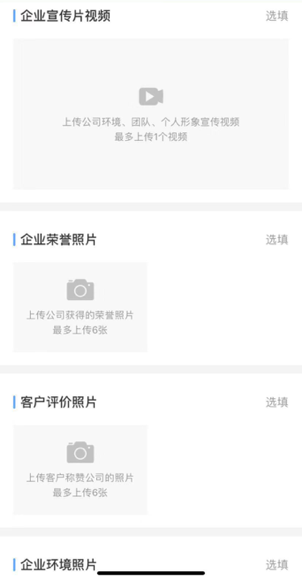 企业宣传片视频
选填
上传公司环境、团队、个人形象宣传视频
最多上传1个视频
企业荣誉照片
选填
上传公司获得的荣誉照片
最多上传6张
客户评价照片
选填
上传客户称赞公司的照片
最多上传6张
企业环境照片
选填